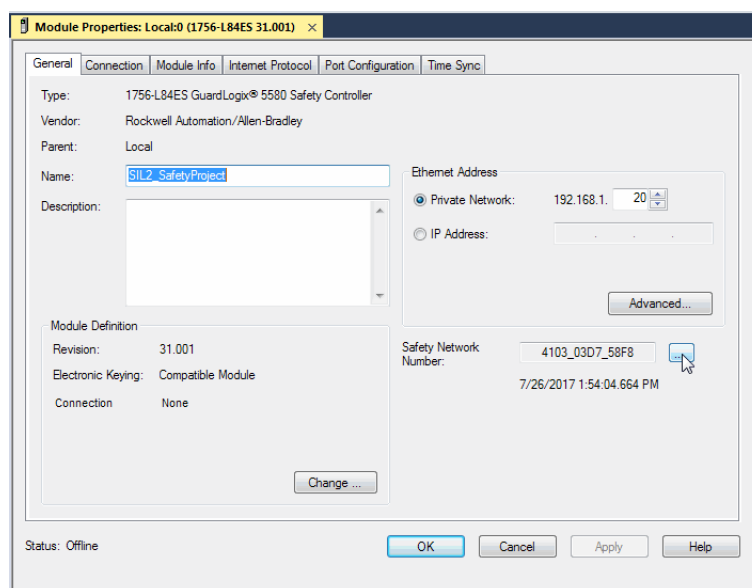 Module Properties: Local:0 (1756-L84ES 31.001) ×
General Connection Module Info Internet Protocol Port Configuration Time Sync
Type: 1756-L84ES GuardLogix® 5580 Safety Controller
Vendor: Rockwell Automation/Allen-Bradley
Parent: Local
Name: SIL2_SafetyProject
Description:
Ethernet Address
Private Network: 192.168.1. 20
IP Address: . . .
Advanced...
Module Definition
Revision: 31.001
Electronic Keying: Compatible Module
Connection None
Change ...
Safety Network
Number: 4103_03D7_58F8 ...
7/26/2017 1:54:04.664 PM
Status: Offline
OK Cancel Apply Help